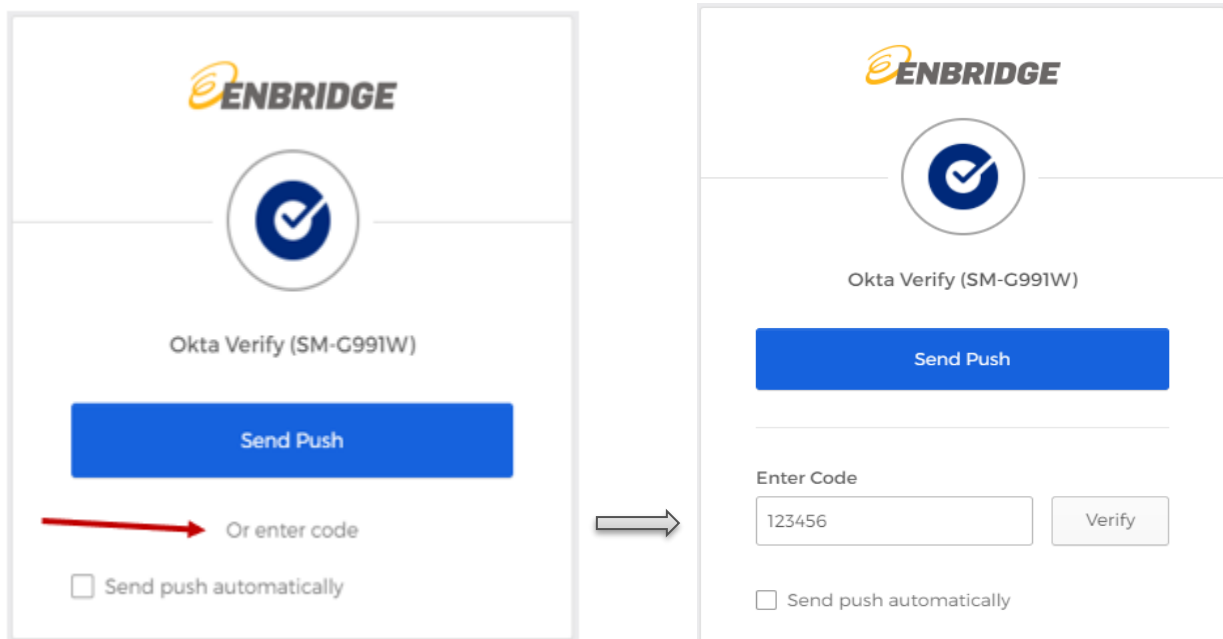 ENBRIDGE
Okta Verify (SM-G991W)
Send Push
Or enter code
Send push automatically
ENBRIDGE
Okta Verify (SM-G991W)
Send Push
Enter Code
123456
Verify
Send push automatically